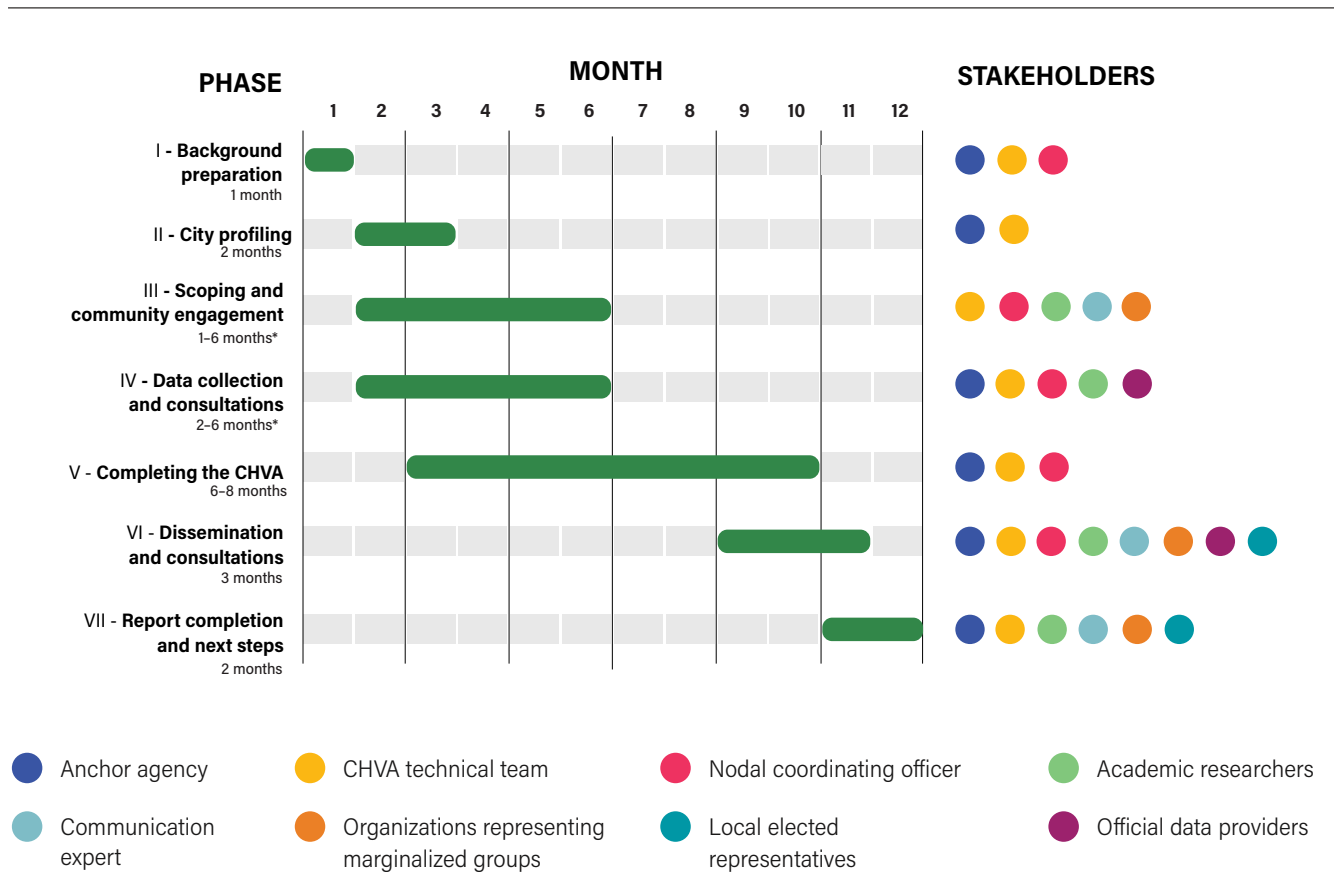 PHASE
MONTH
STAKEHOLDERS
1 2 3 4 5 6 7 8 9 10 11 12
I - Background
preparation
1 month
II - City profiling
2 months
III - Scoping and
community engagement
1–6 months*
IV - Data collection
and consultations
2–6 months*
V - Completing the CHVA
6–8 months
VI - Dissemination
and consultations
3 months
VII - Report completion
and next steps
2 months
Anchor agency
CHVA technical team
Nodal coordinating officer
Academic researchers
Communication
expert
Organizations representing
marginalized groups
Local elected
representatives
Official data providers